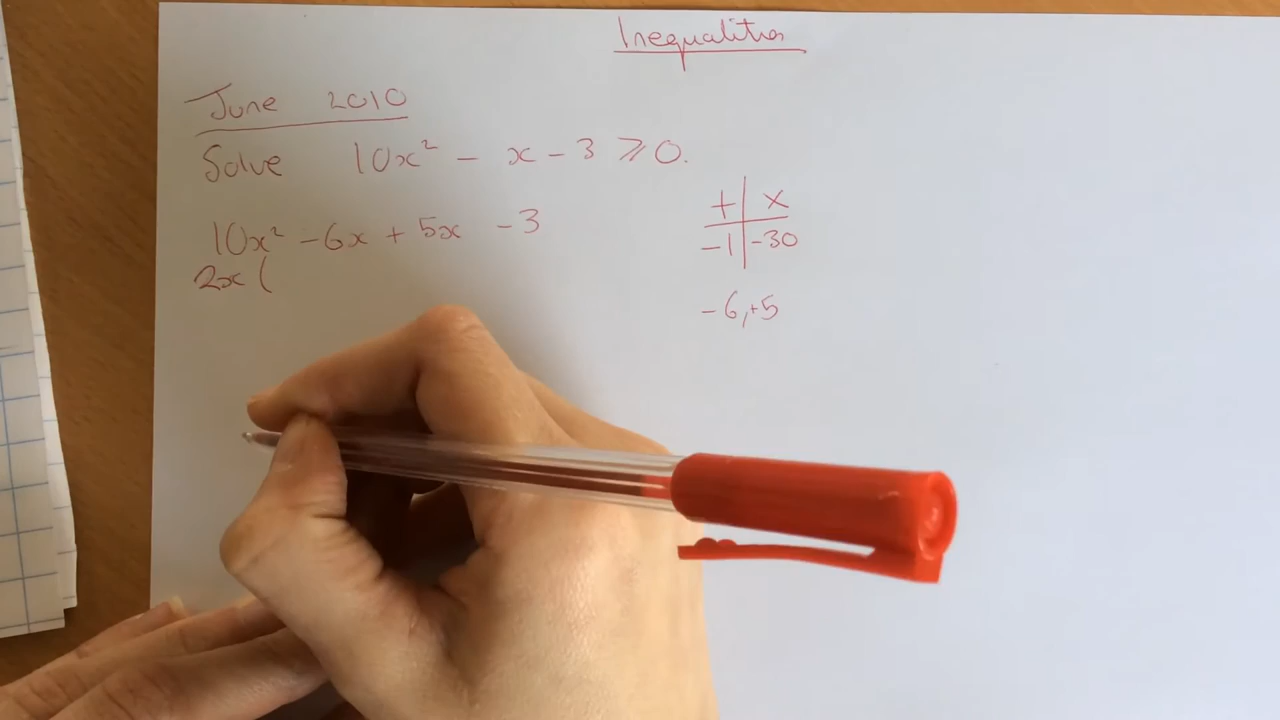 Inequalities
June 2010
Solve 10x² - x - 3 ⩾ 0.
+ | x
10x² - 6x + 5x - 3
-1 | -30
2x (
-6,+5